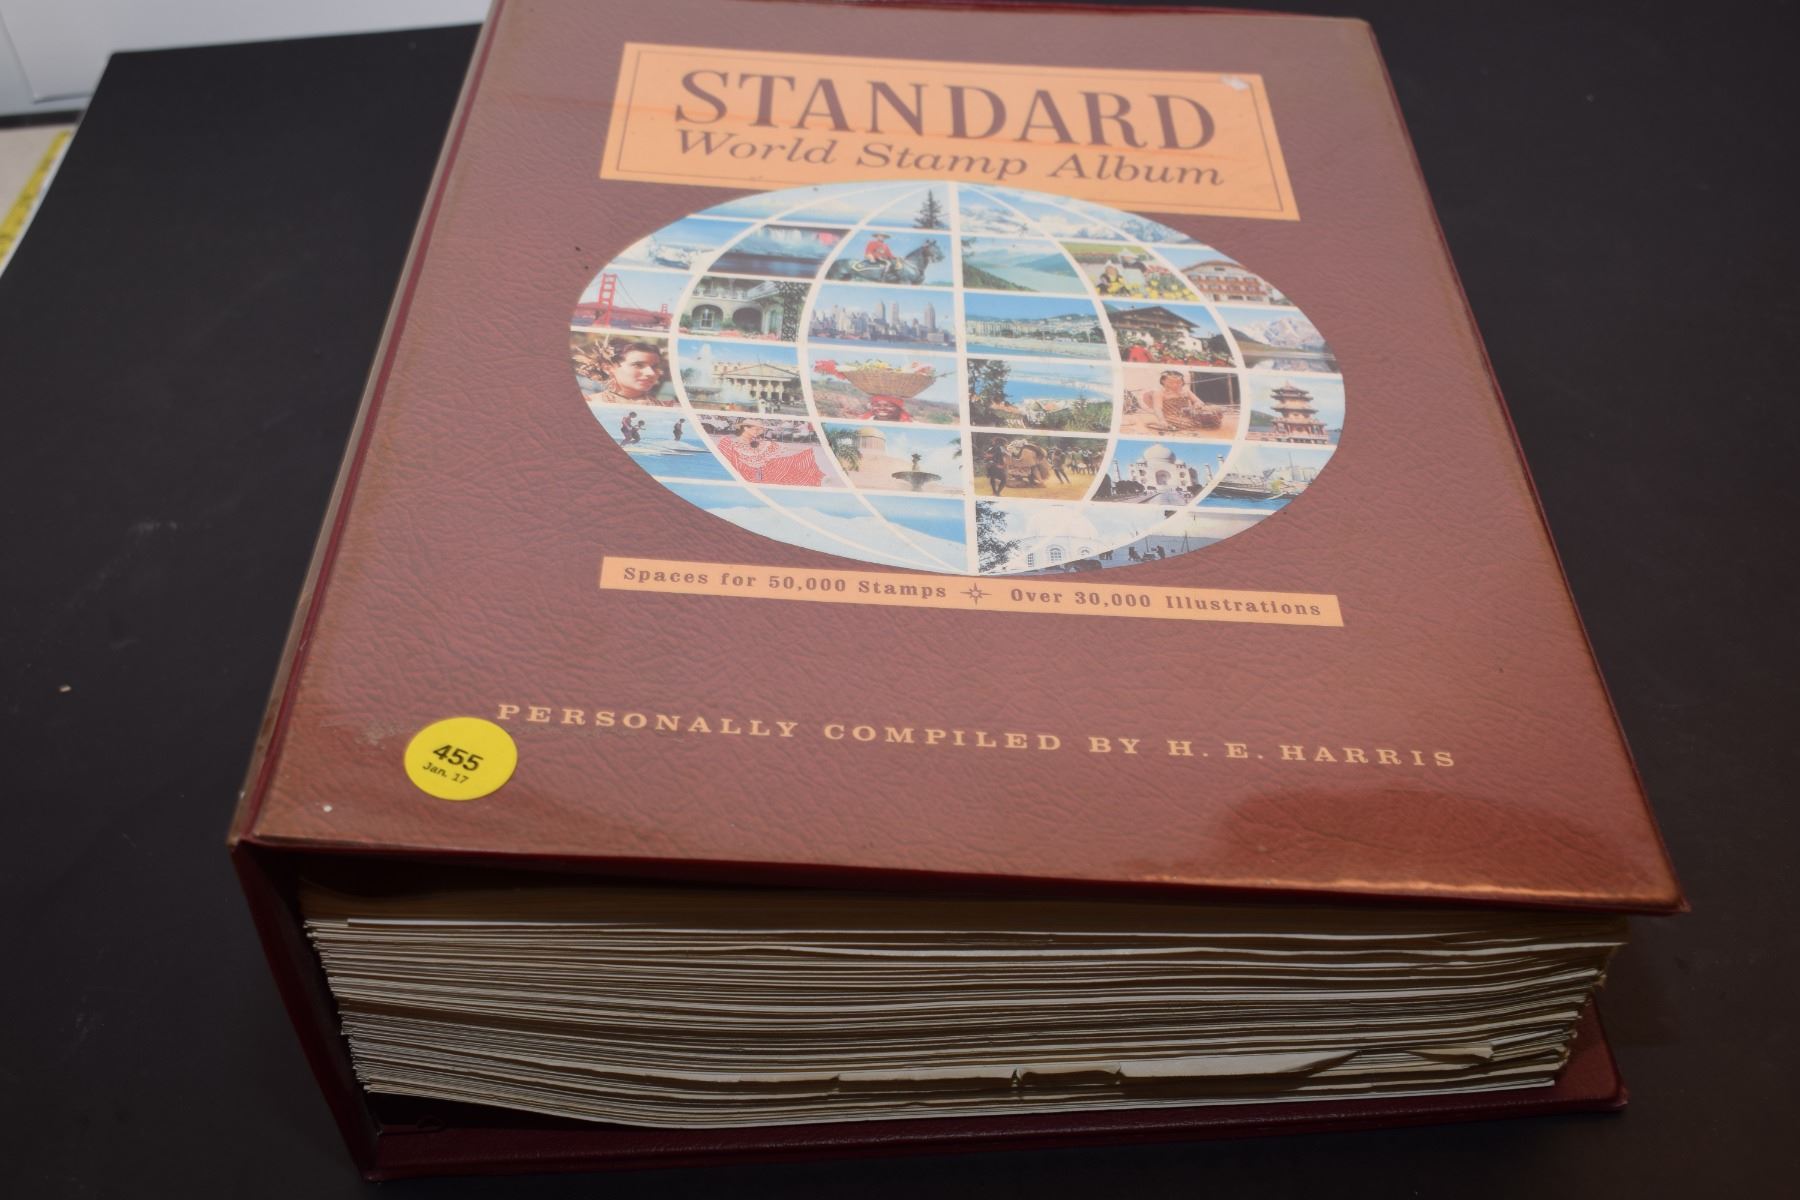 STANDARD
World Stamp Album
Spaces for 50,000 Stamps Over 30,000 Illustrations
PERSONALLY COMPILED BY H. E. HARRIS
455
Jan. 17